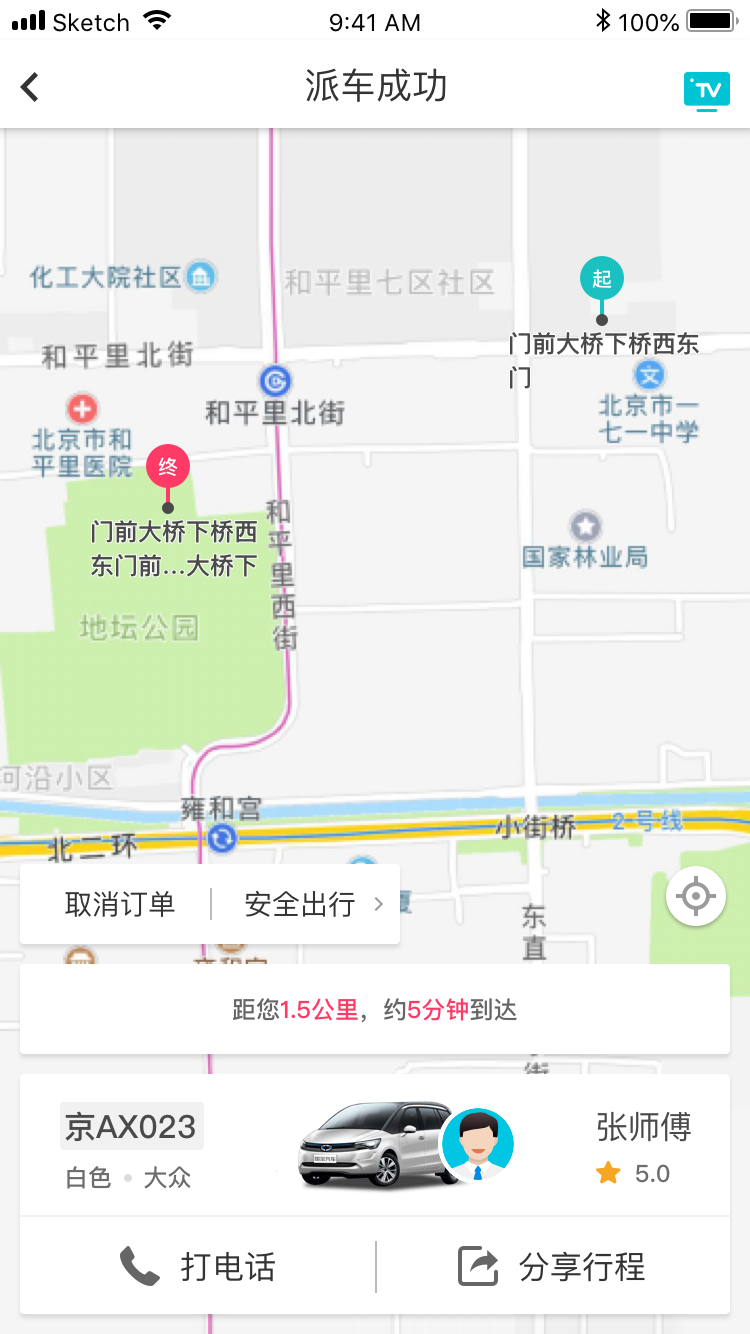 Sketch
9:41 AM
100%
派车成功
TV
化工大院社区
和平里七区社区
起
门前大桥下桥西东
门
和平里北街
和平里北街
文
北京市一
七一中学
北京市和
平里医院
终
门前大桥下桥西
东门前...大桥下
和平里西街
国家林业局
地坛公园
河沿小区
雍和宫
小街桥
2号线
北二环
取消订单
安全出行
东直
距您1.5公里，约5分钟到达
京AX023
张师傅
白色
大众
5.0
打电话
分享行程